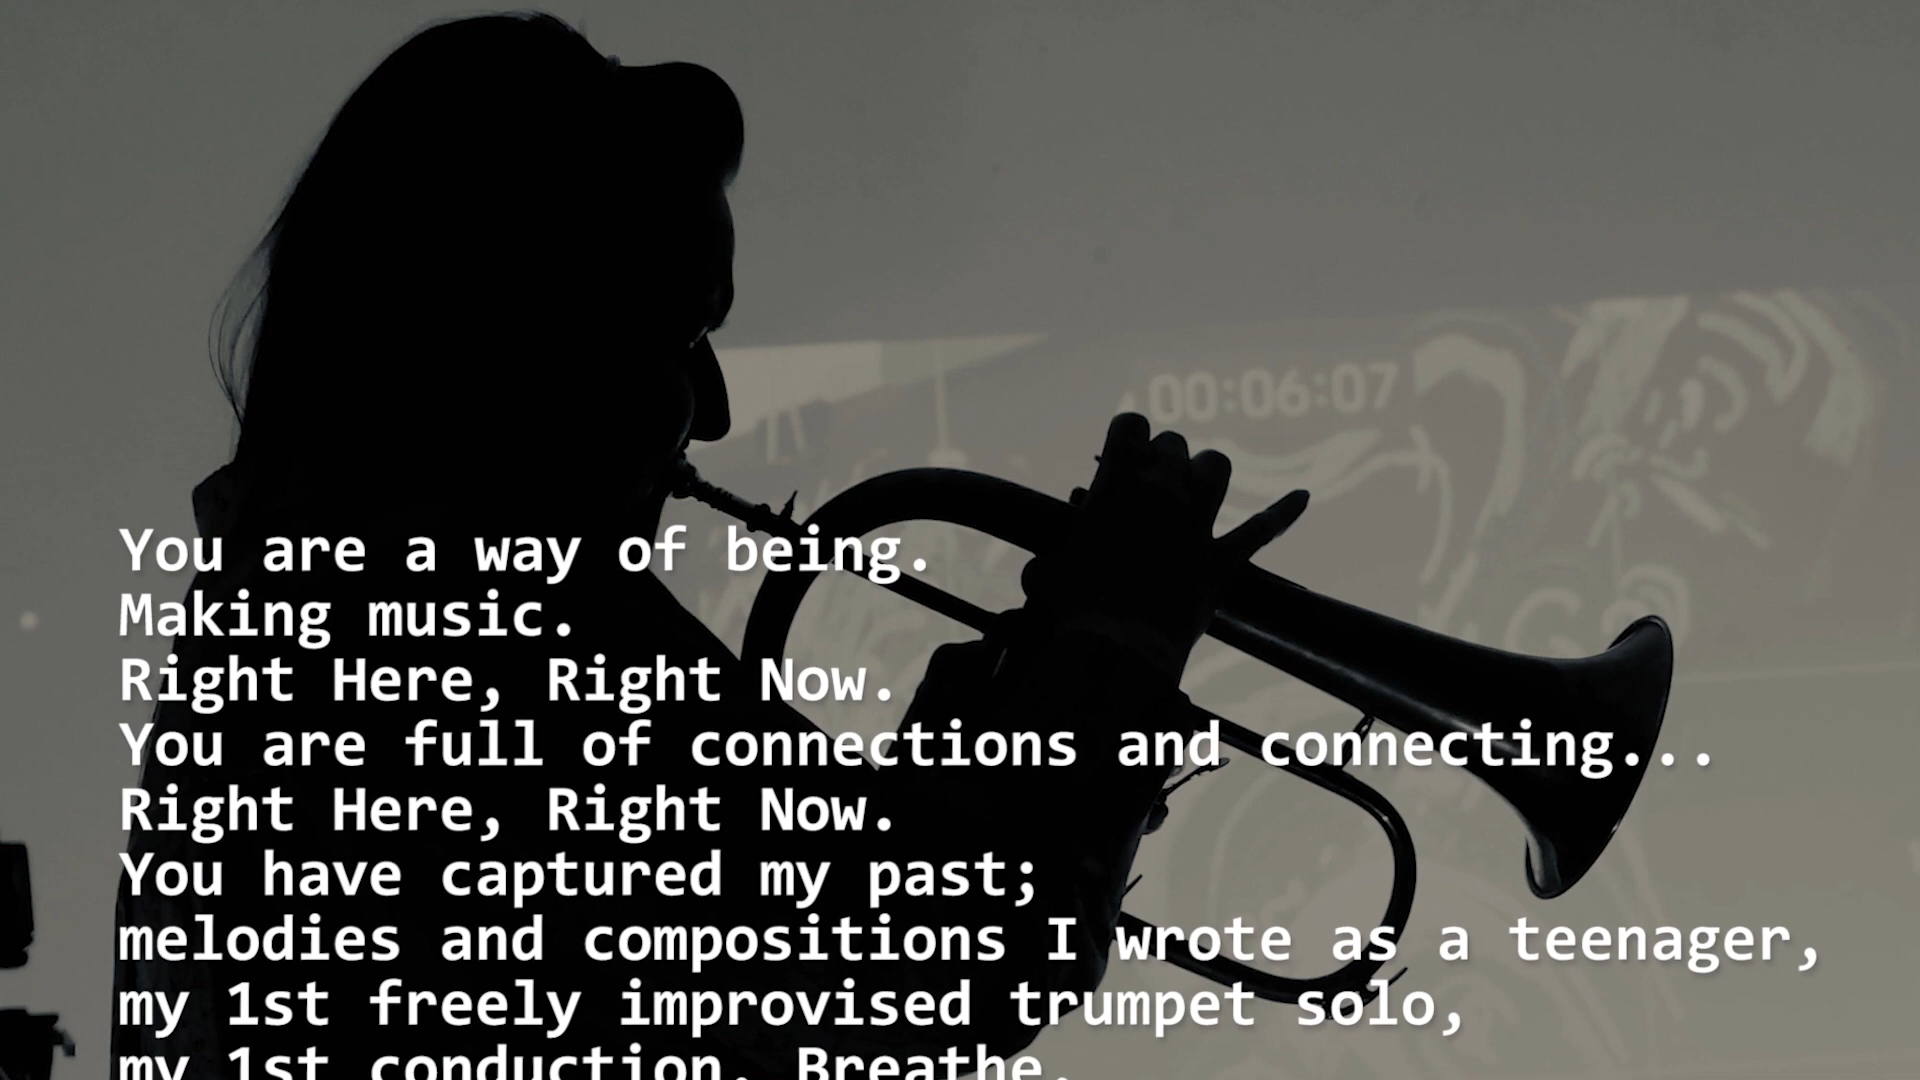 00:06:07
You are a way of being.
Making music.
Right Here, Right Now.
You are full of connections and connecting...
Right Here, Right Now.
You have captured my past;
melodies and compositions I wrote as a teenager,
my 1st freely improvised trumpet solo,
my 1st conduction. Breathe.